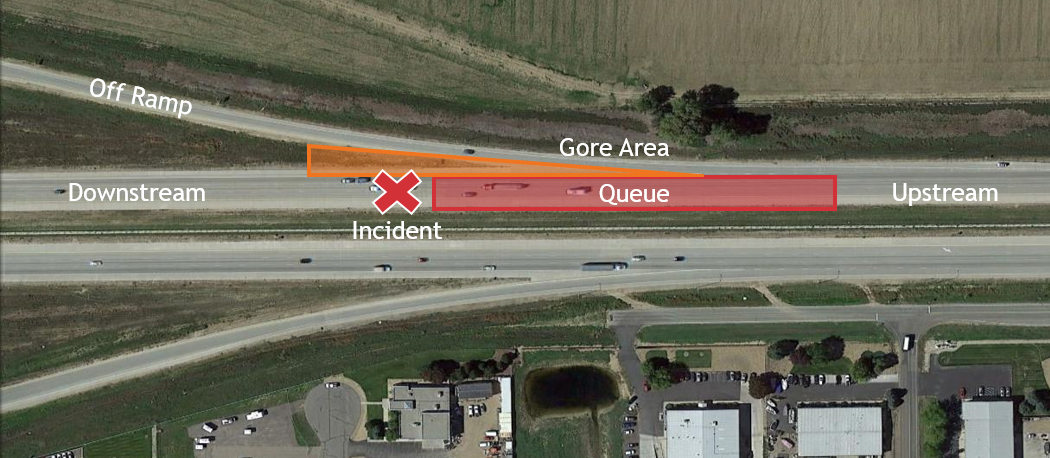 Off Ramp
Gore Area
Downstream
Queue
Upstream
Incident